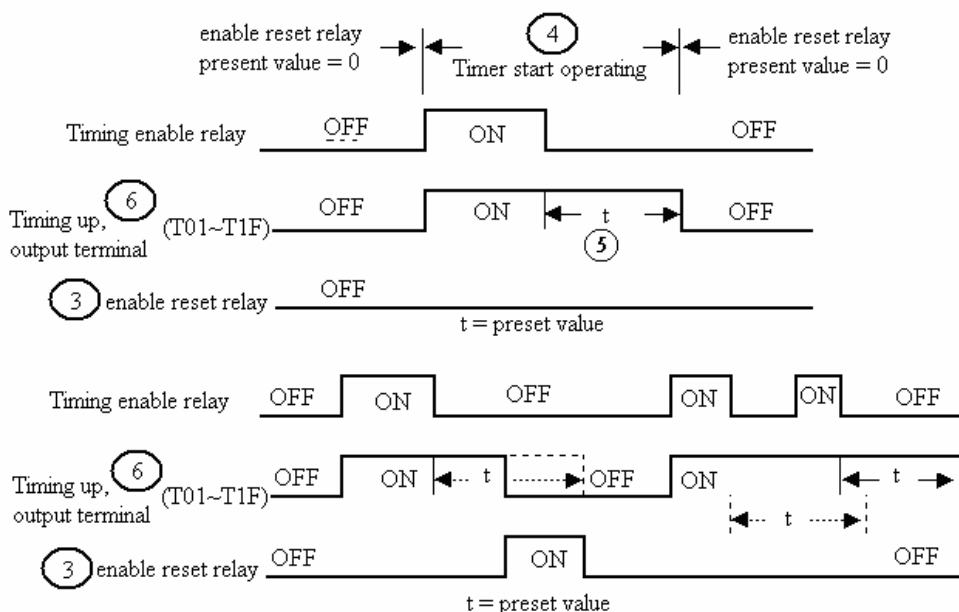 enable reset relay
present value = 0
4
Timer start operating
enable reset relay
present value = 0
Timing enable relay
OFF
ON
OFF
Timing up,
output terminal
6
(T01~T1F)
OFF
ON
t
5
OFF
3
enable reset relay
OFF
t = preset value
Timing enable relay
OFF
ON
OFF
ON
ON
OFF
Timing up,
output terminal
6
(T01~T1F)
OFF
ON
t
OFF
ON
t
t
3
enable reset relay
OFF
ON
OFF
t = preset value